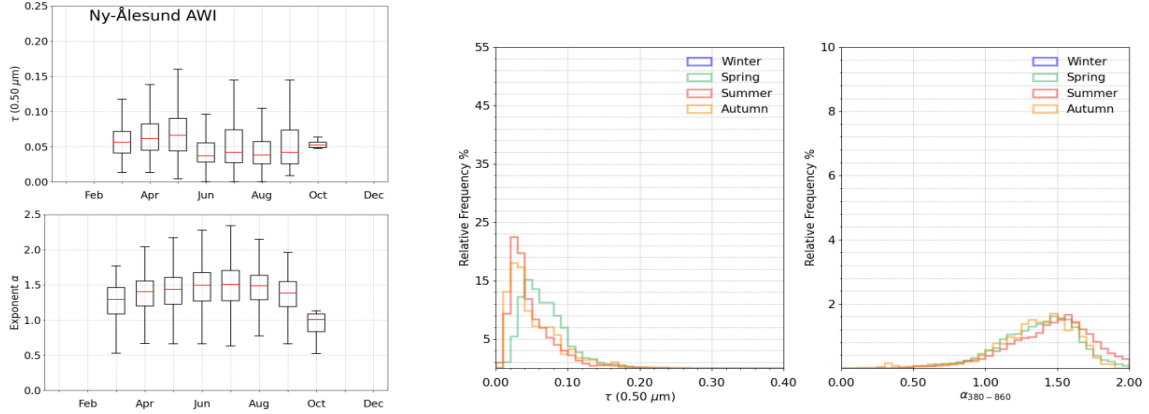 Ny-Ålesund AWI
0.25
0.20
0.15
0.10
0.05
0.00
τ (0.50 μm)
Feb Apr Jun Aug Oct Dec
2.5
2.0
1.5
1.0
0.5
0.0
Exponent α
Feb Apr Jun Aug Oct Dec
55
45
35
25
15
5
Relative Frequency %
Winter
Spring
Summer
Autumn
0.00 0.10 0.20 0.30 0.40
τ (0.50 μm)
10
8
6
4
2
Relative Frequency %
Winter
Spring
Summer
Autumn
0.00 0.50 1.00 1.50 2.00
α380−860